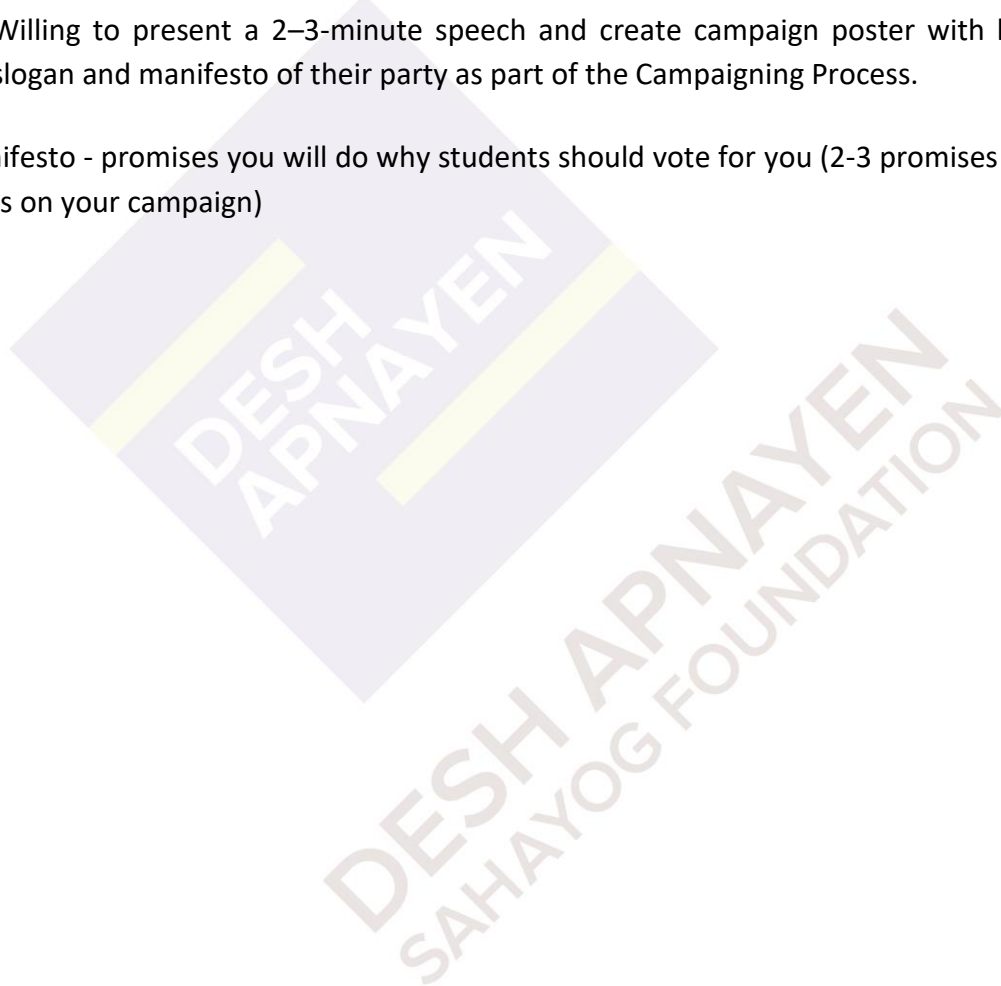 Willing to present a 2–3-minute speech and create campaign poster with
slogan and manifesto of their party as part of the Campaigning Process.
ifesto - promises you will do why students should vote for you (2-3 promises
s on your campaign)
DESH
APNAYEN
DESH APNAYEN
SAHAYOG FOUNDATION